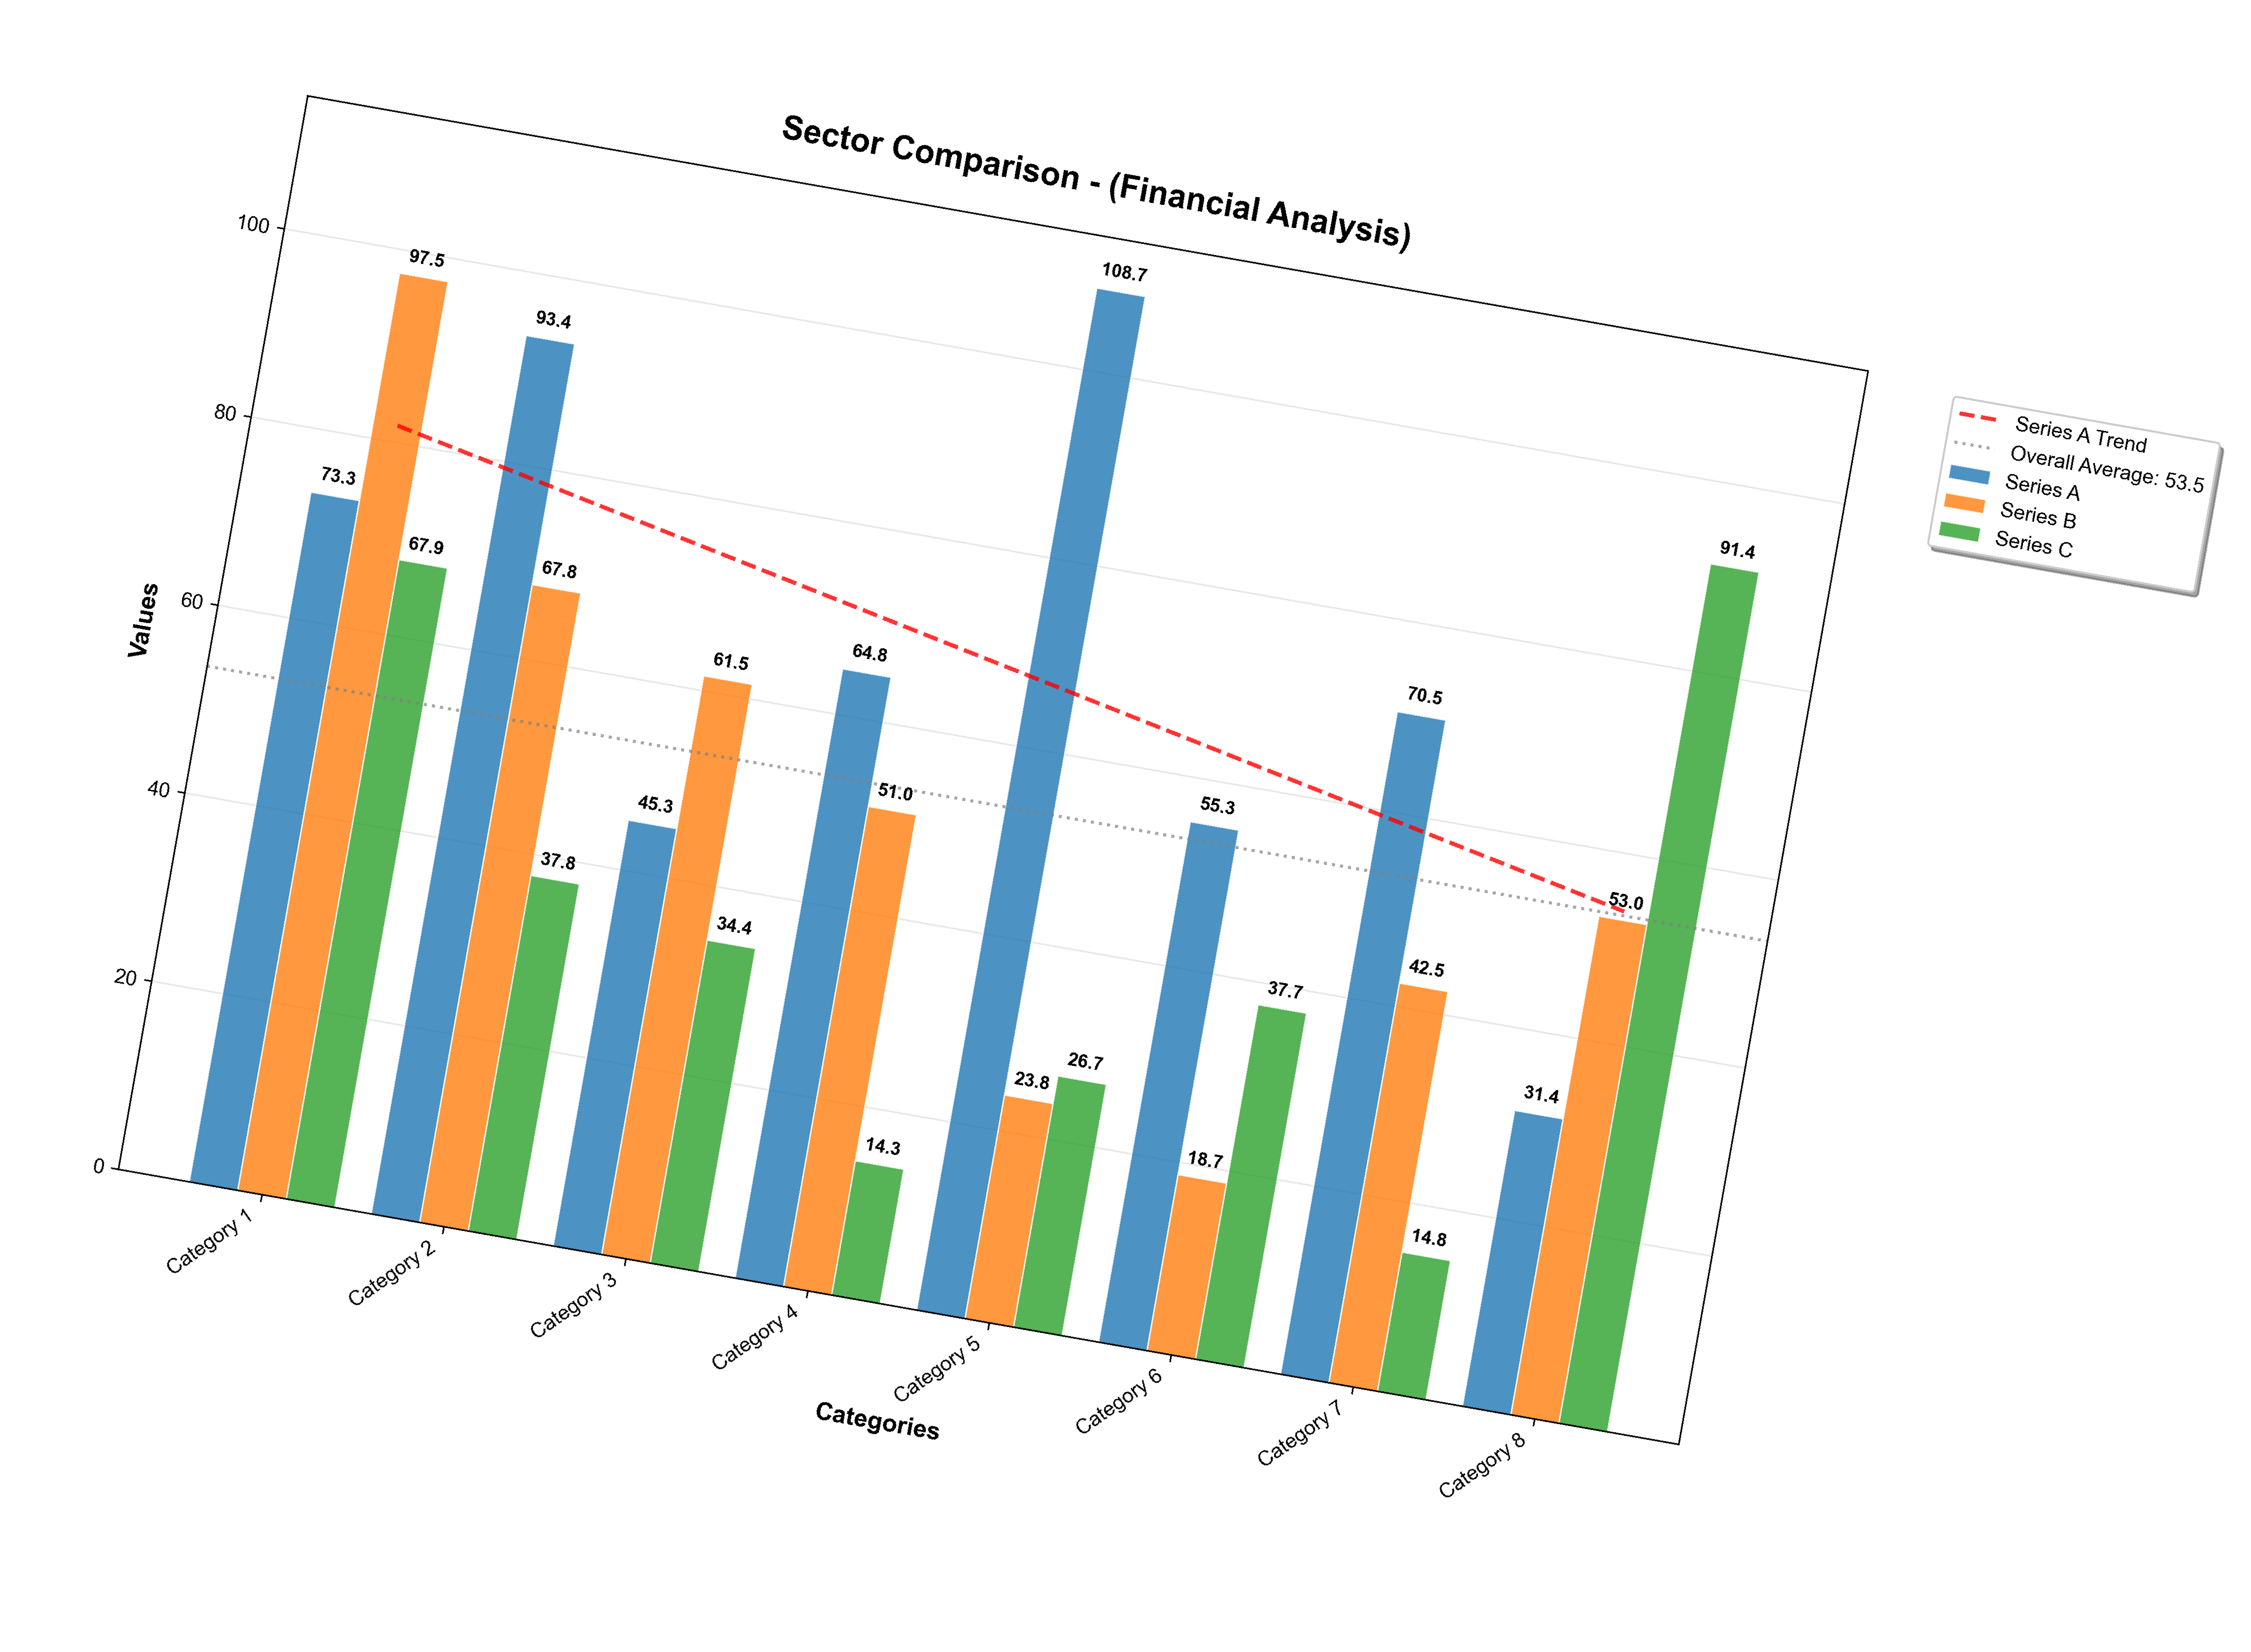 Sector Comparison - (Financial Analysis)
Values
100
80
60
40
20
0
73.3
97.5
67.9
93.4
67.8
37.8
45.3
61.5
34.4
64.8
51.0
14.3
108.7
23.8
26.7
55.3
18.7
37.7
70.5
42.5
14.8
31.4
53.0
91.4
Category 1
Category 2
Category 3
Category 4
Category 5
Category 6
Category 7
Category 8
Categories
Series A Trend
Overall Average: 53.5
Series A
Series B
Series C